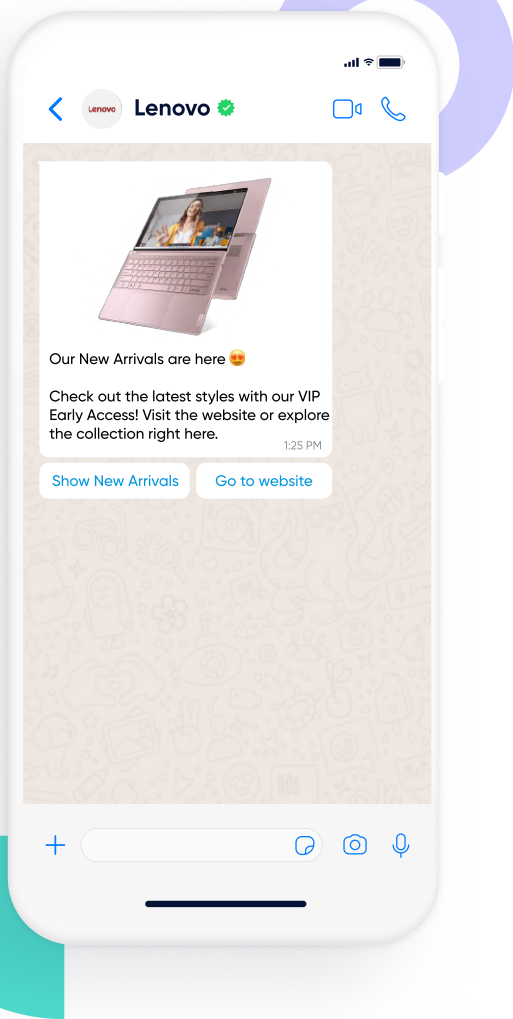 Lenovo
Lenovo
Our New Arrivals are here 😍
Check out the latest styles with our VIP
Early Access! Visit the website or explore
the collection right here.
1:25 PM
Show New Arrivals
Go to website